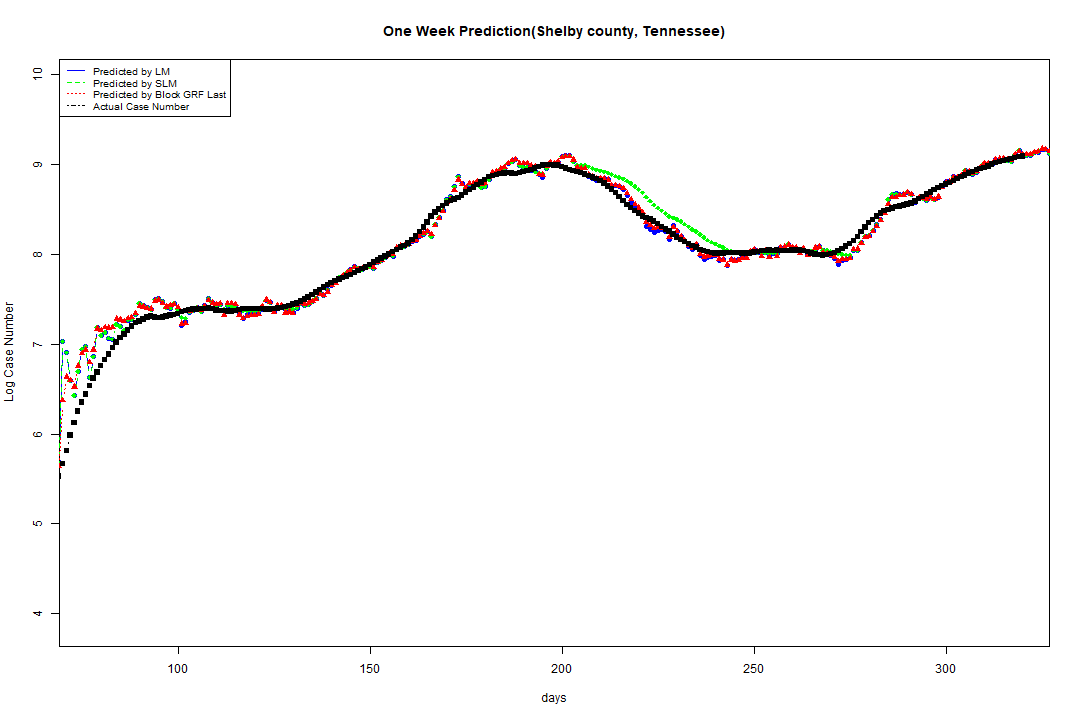 One Week Prediction(Shelby county, Tennessee)
Predicted by LM
Predicted by SLM
Predicted by Block GRF Last
Actual Case Number
10
9
8
7
6
5
4
Log Case Number
100 150 200 250 300
days